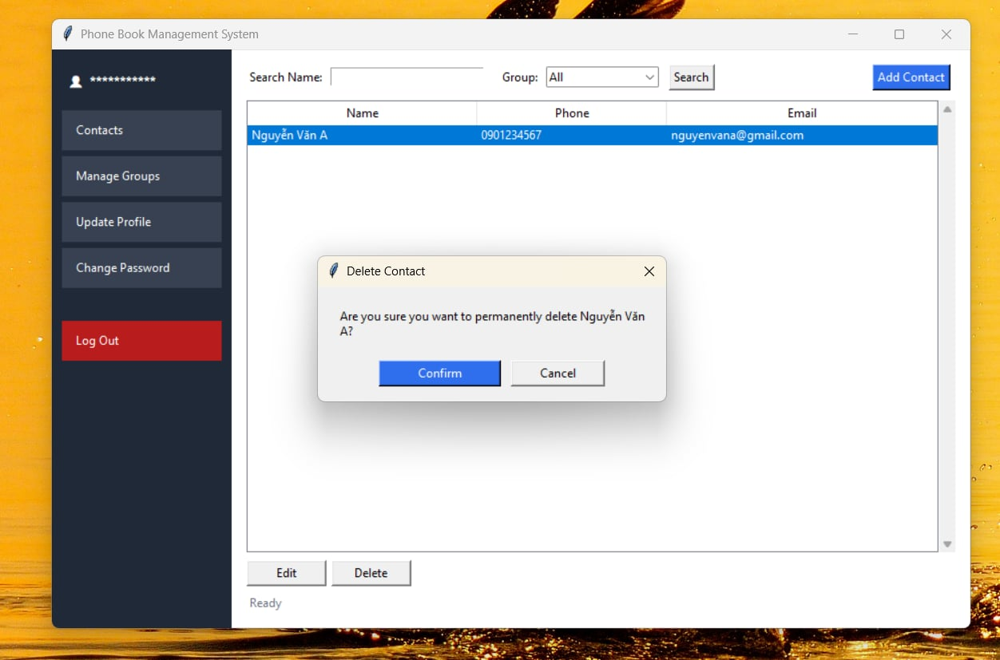 Phone Book Management System
***********
Search Name: Group: All Search Add Contact
Name Phone Email
Contacts
Nguyễn Văn A 0901234567 nguyenvana@gmail.com
Manage Groups
Update Profile
Change Password
Delete Contact
Are you sure you want to permanently delete Nguyễn Văn
A?
Log Out
Confirm Cancel
Edit Delete
Ready